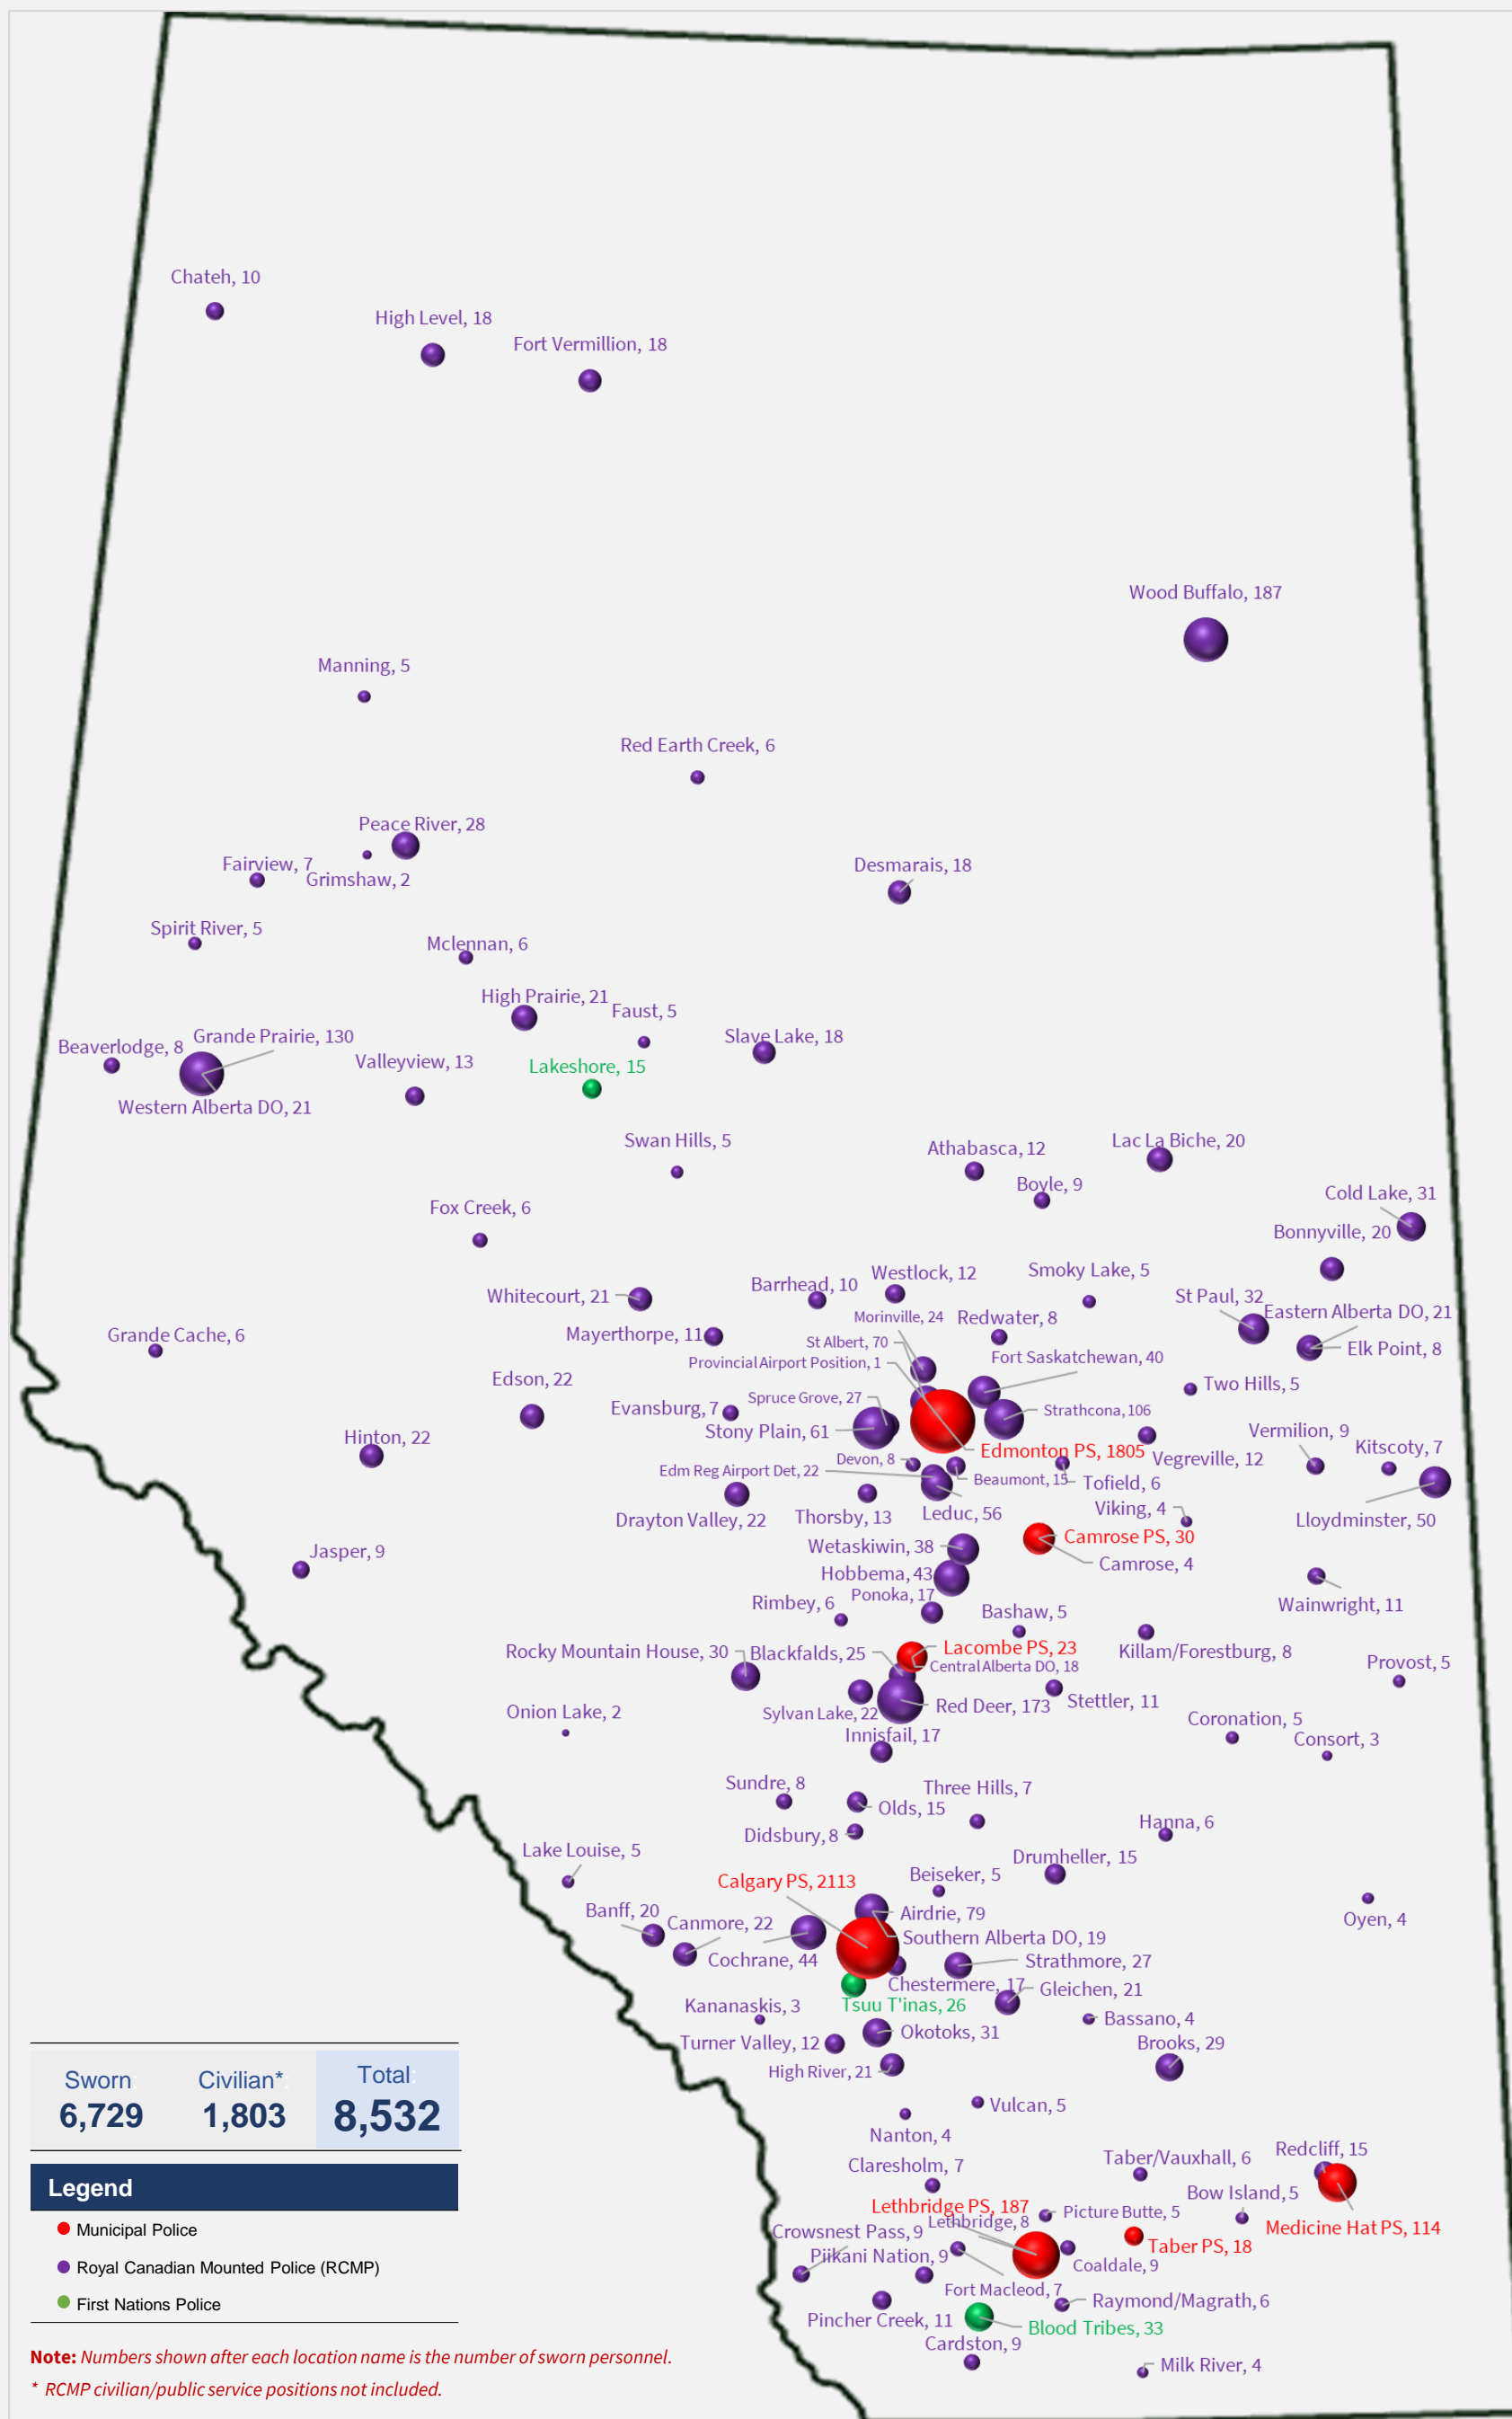 Chateh, 10
High Level, 18
Fort Vermillion, 18
Wood Buffalo, 187
Manning, 5
Red Earth Creek, 6
Peace River, 28
Fairview, 7
Grimshaw, 2
Desmarais, 18
Spirit River, 5
Mclennan, 6
High Prairie, 21
Faust, 5
Beaverlodge, 8
Grande Prairie, 130
Valleyview, 13
Slave Lake, 18
Lakeshore, 15
Western Alberta DO, 21
Swan Hills, 5
Athabasca, 12
Lac La Biche, 20
Boyle, 9
Fox Creek, 6
Cold Lake, 31
Bonnyville, 20
Whitecourt, 21
Barrhead, 10
Westlock, 12
Smoky Lake, 5
St Paul, 32
Eastern Alberta DO, 21
Morinville, 24
Redwater, 8
Grande Cache, 6
Mayerthorpe, 11
St Albert, 70
Elk Point, 8
Provincial Airport Position, 1
Fort Saskatchewan, 40
Edson, 22
Two Hills, 5
Evansburg, 7
Spruce Grove, 27
Strathcona, 106
Stony Plain, 61
Hinton, 22
Edmonton PS, 1805
Vermilion, 9
Kitscoty, 7
Devon, 8
Vegreville, 12
Edm Reg Airport Det, 22
Beaumont, 15
Tofield, 6
Drayton Valley, 22
Thorsby, 13
Leduc, 56
Viking, 4
Lloydminster, 50
Camrose PS, 30
Wetaskiwin, 38
Jasper, 9
Camrose, 4
Hobbema, 43
Ponoka, 17
Rimbey, 6
Bashaw, 5
Wainwright, 11
Rocky Mountain House, 30
Blackfalds, 25
Lacombe PS, 23
Killam/Forestburg, 8
Central Alberta DO, 18
Provost, 5
Onion Lake, 2
Sylvan Lake, 22
Red Deer, 173
Stettler, 11
Innisfail, 17
Coronation, 5
Consort, 3
Sundre, 8
Three Hills, 7
Olds, 15
Didsbury, 8
Hanna, 6
Lake Louise, 5
Drumheller, 15
Calgary PS, 2113
Beiseker, 5
Banff, 20
Canmore, 22
Airdrie, 79
Oyen, 4
Southern Alberta DO, 19
Cochrane, 44
Strathmore, 27
Chestermere, 17
Gleichen, 21
Kananaskis, 3
Tsuu T'inas, 26
Bassano, 4
Turner Valley, 12
Okotoks, 31
Brooks, 29
High River, 21
Vulcan, 5
Nanton, 4
Claresholm, 7
Taber/Vauxhall, 6
Redcliff, 15
Bow Island, 5
Lethbridge PS, 187
Picture Butte, 5
Lethbridge, 8
Medicine Hat PS, 114
Crowsnest Pass, 9
Taber PS, 18
Piikani Nation, 9
Coaldale, 9
Fort Macleod, 7
Raymond/Magrath, 6
Pincher Creek, 11
Blood Tribes, 33
Cardston, 9
Milk River, 4
Sworn
Civilian*
Total
6,729
1,803
8,532
Legend
Municipal Police
Royal Canadian Mounted Police (RCMP)
First Nations Police
Note: Numbers shown after each location name is the number of sworn personnel.
* RCMP civilian/public service positions not included.